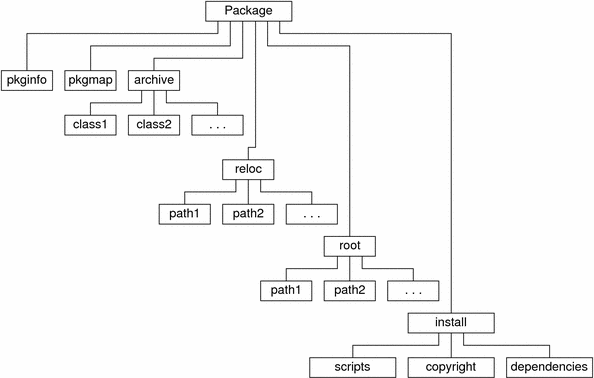 Package
pkginfo pkgmap archive
class1 class2 . . .
reloc
path1 path2 . . .
root
path1 path2 . . .
install
scripts copyright dependencies